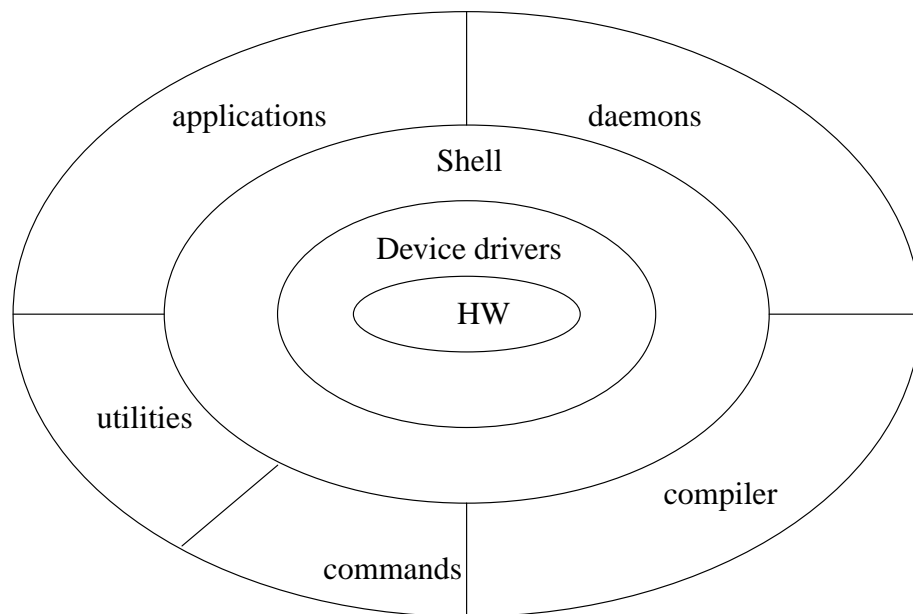 applications
daemons
Shell
Device drivers
HW
utilities
compiler
commands